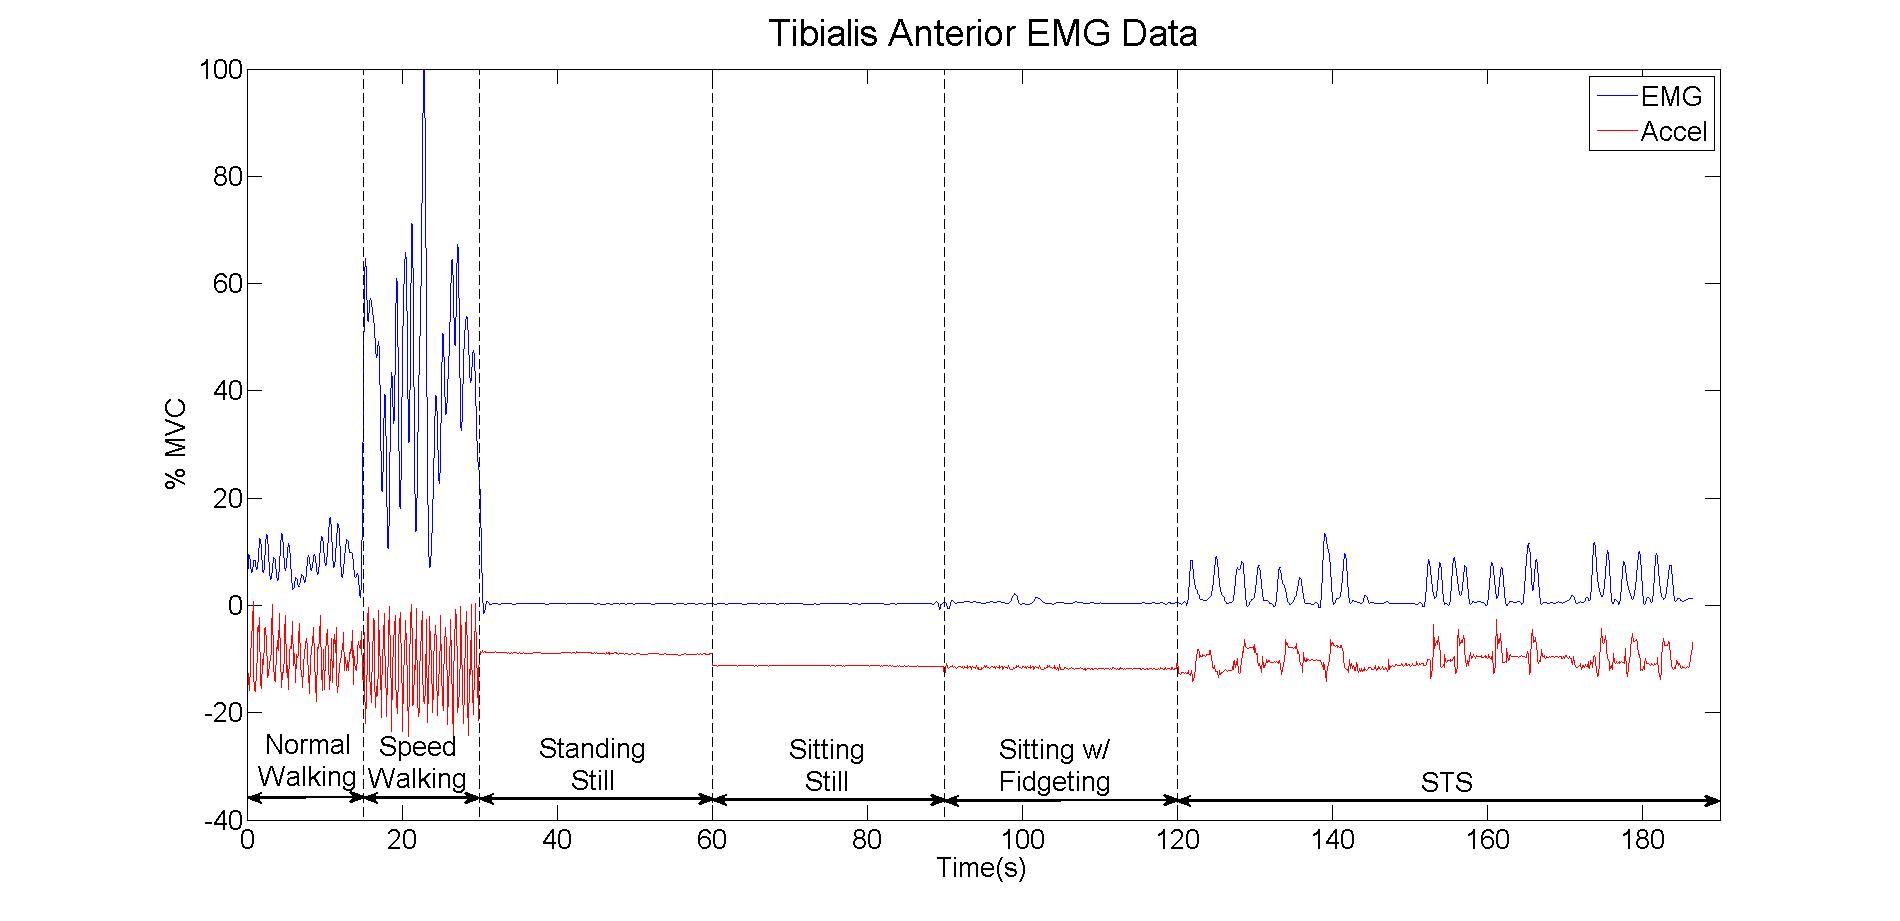 Tibialis Anterior EMG Data
EMG
Accel
100
80
60
40
20
0
-20
-40
% MVC
Normal
Walking
Speed
Walking
Standing
Still
Sitting
Still
Sitting w/
Fidgeting
STS
0 20 40 60 80 100 120 140 160 180
Time(s)